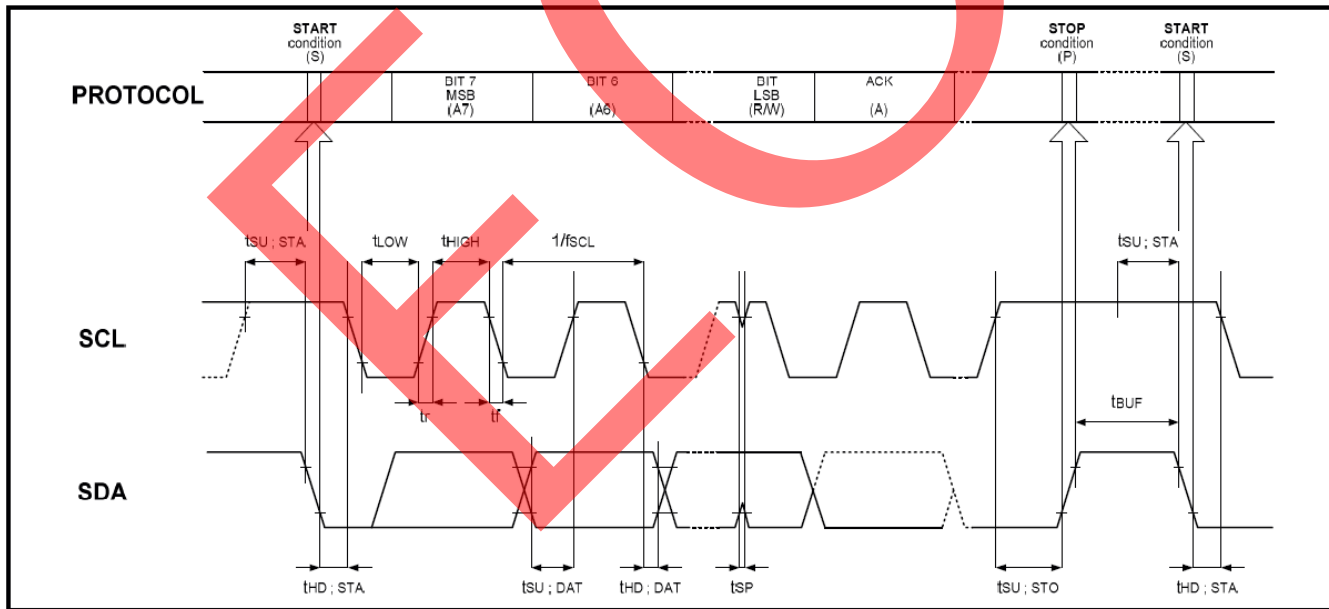 START
condition
(S)
STOP
condition
(P)
START
condition
(S)
PROTOCOL
BIT 7
MSB
(A7)
BIT 6
(A6)
BIT
LSB
(R/W)
ACK
(A)
tSU ; STA
tLOW
tHIGH
1/fSCL
tSU ; STA
SCL
tr
tf
tBUF
SDA
tHD ; STA
tSU ; DAT
tHD ; DAT
tSP
tSU ; STO
tHD ; STA